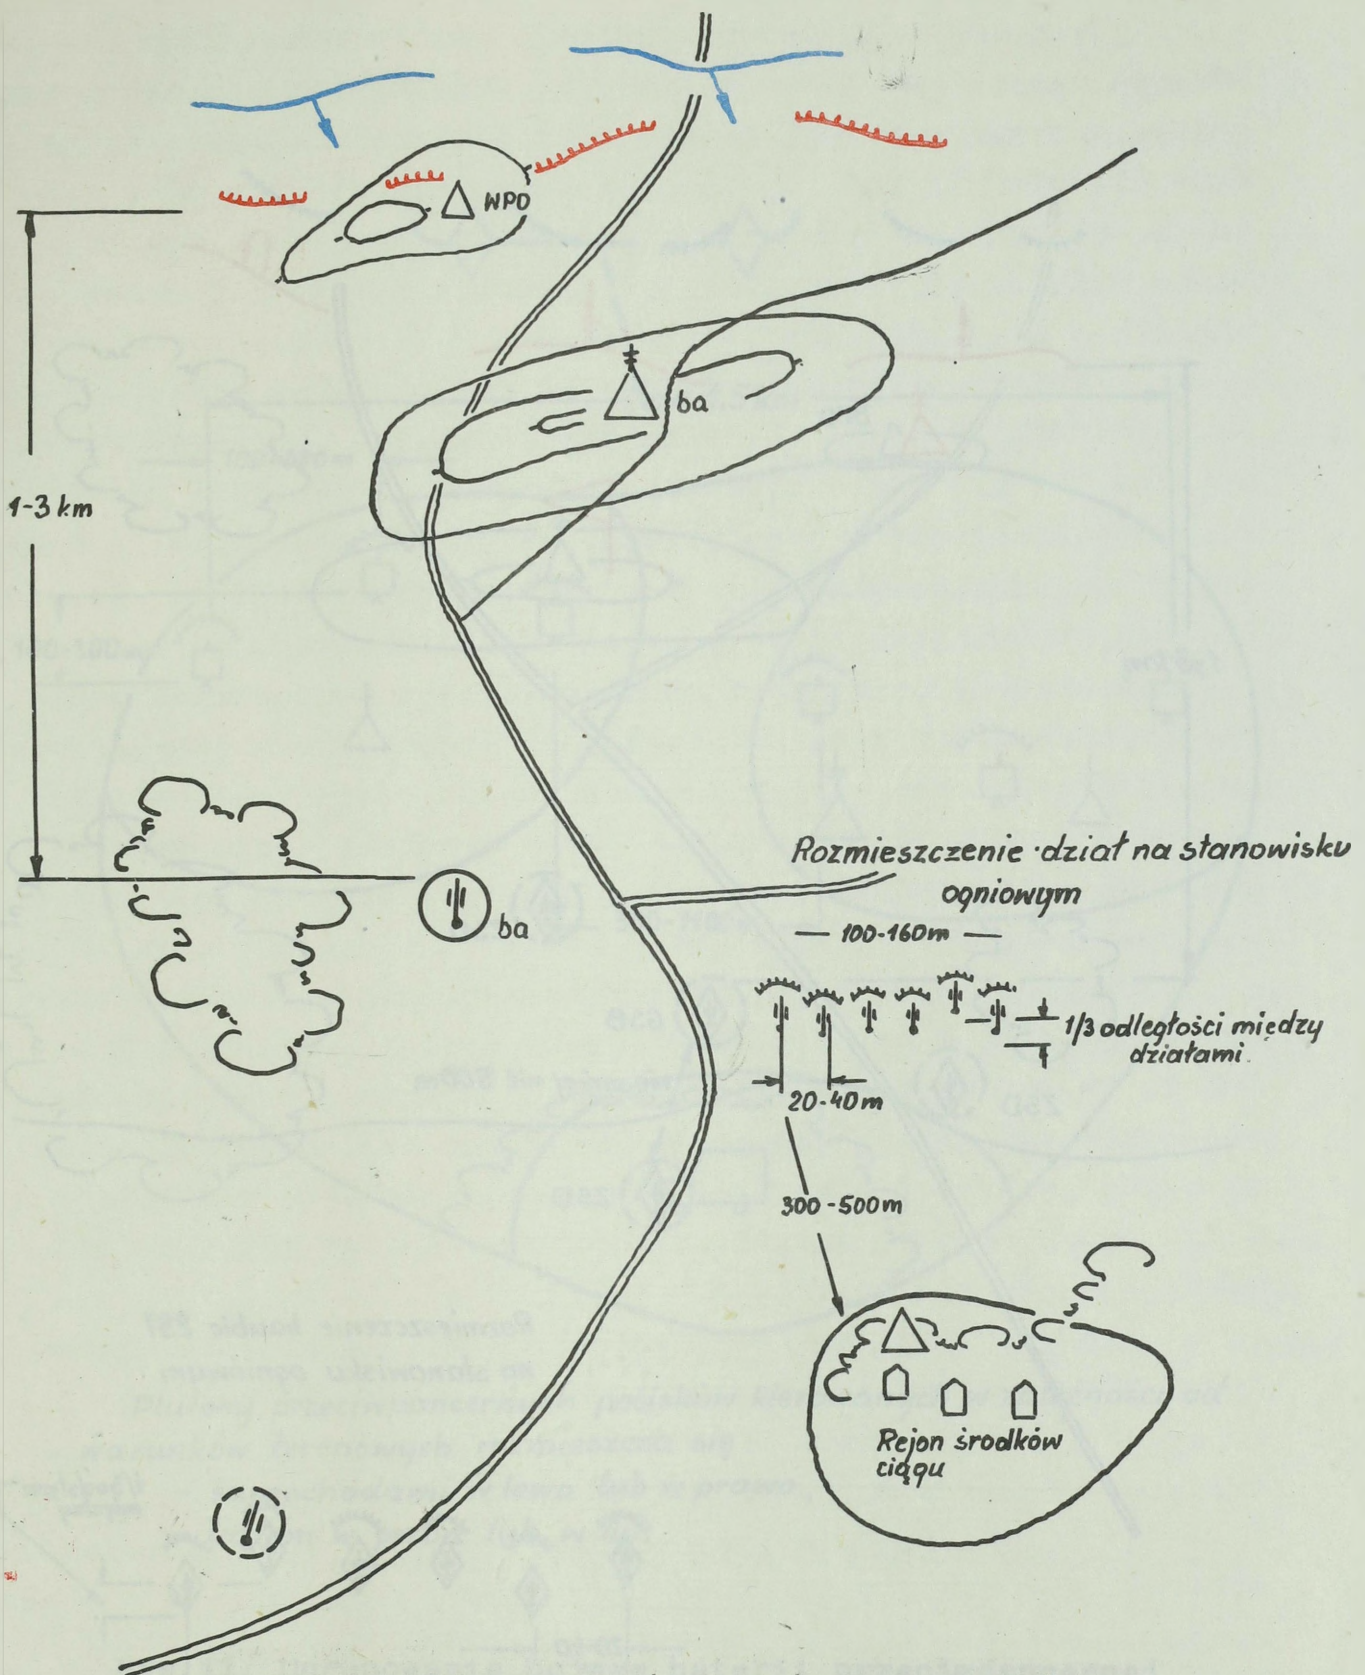 WPO
ba
1-3 km
Rozmieszczenie dział na stanowisku
ogniowym
100-160m
ba
1/3 odległości między
działami
20-40m
300-500m
Rejon środków
ciągu